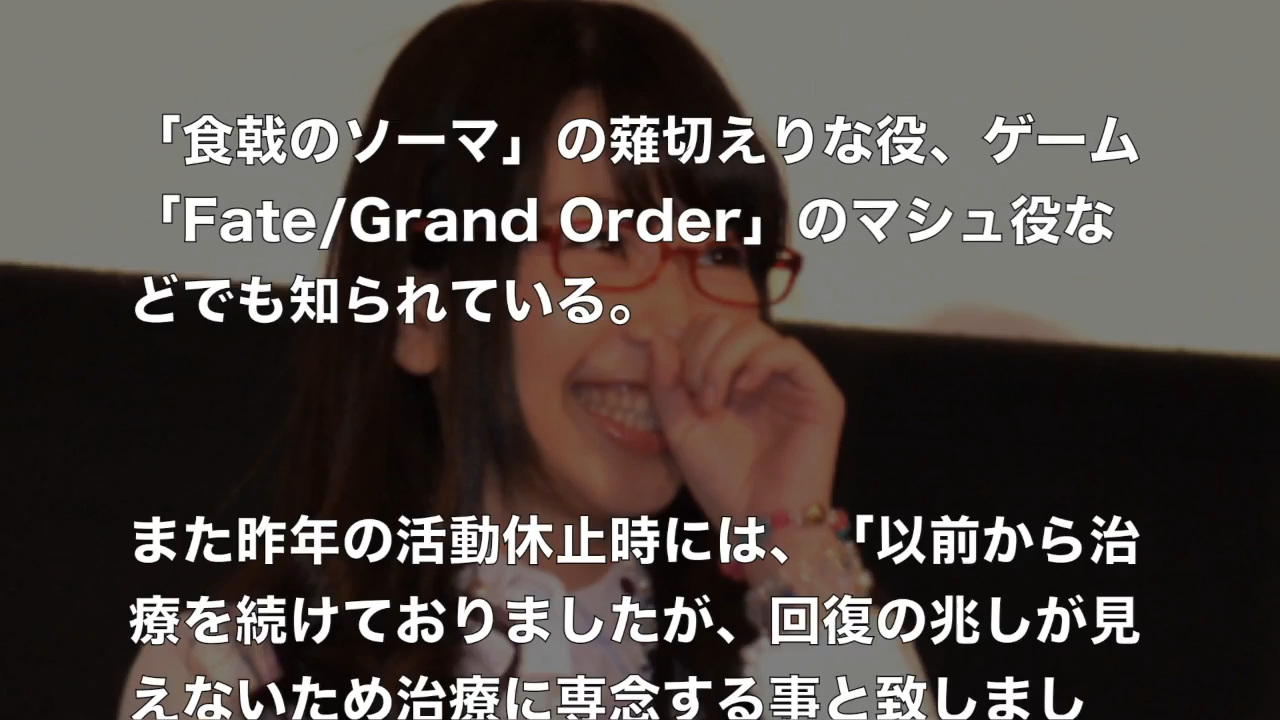 「食戟のソーマ」の薙切えりな役、ゲーム
「Fate/Grand Order」のマシュ役な
どでも知られている。
また昨年の活動休止時には、「以前から治
療を続けておりましたが、回復の兆しが見
えないため治療に専念する事と致しまし